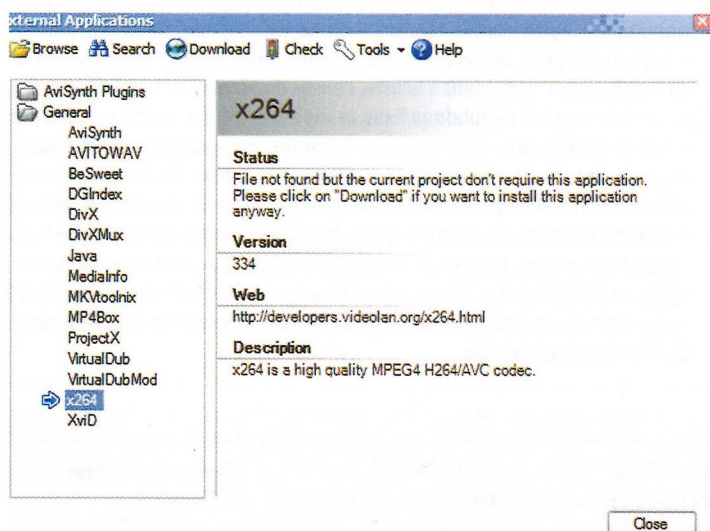 xternal Applications
Browse Search Download Check Tools Help
AviSynth Plugins
General
AviSynth
AVITOWAV
BeSweet
DGIndex
DivX
DivXMux
Java
MediaInfo
MKVtoolnix
MP4Box
ProjectX
VirtualDub
VirtualDubMod
x264
XviD
x264
Status
File not found but the current project don't require this application.
Please click on "Download" if you want to install this application
anyway.
Version
334
Web
http://developers.videolan.org/x264.html
Description
x264 is a high quality MPEG4 H264/AVC codec.
Close